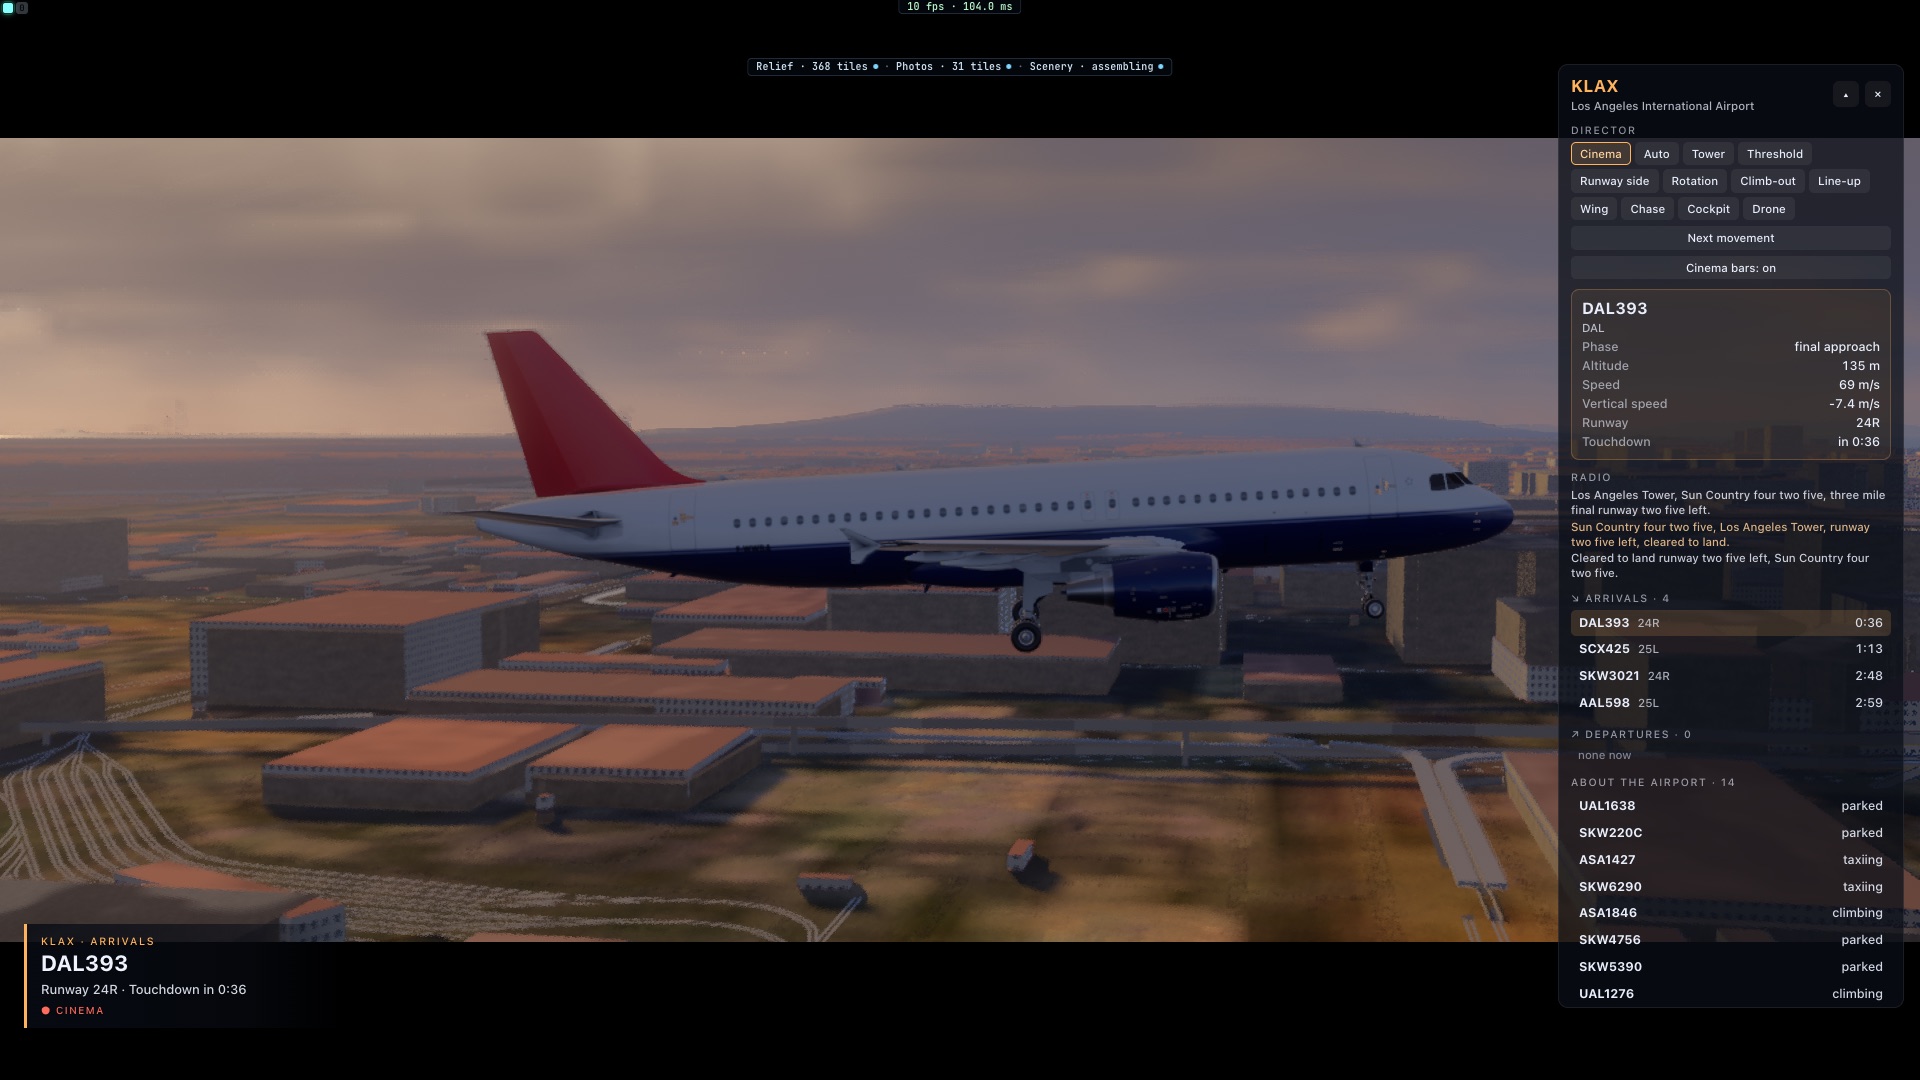 0
10 fps · 104.0 ms
Relief · 368 tiles · Photos · 31 tiles · Scenery · assembling
KLAX
Los Angeles International Airport
DIRECTOR
Cinema Auto Tower Threshold
Runway side Rotation Climb-out Line-up
Wing Chase Cockpit Drone
Next movement
Cinema bars: on
DAL393
DAL
Phase final approach
Altitude 135 m
Speed 69 m/s
Vertical speed -7.4 m/s
Runway 24R
Touchdown in 0:36
RADIO
Los Angeles Tower, Sun Country four two five, three mile
final runway two five left.
Sun Country four two five, Los Angeles Tower, runway
two five left, cleared to land.
Cleared to land runway two five left, Sun Country four
two five.
↘ ARRIVALS · 4
DAL393 24R 0:36
SCX425 25L 1:13
SKW3021 24R 2:48
AAL598 25L 2:59
↗ DEPARTURES · 0
none now
ABOUT THE AIRPORT · 14
UAL1638 parked
SKW220C parked
ASA1427 taxiing
SKW6290 taxiing
ASA1846 climbing
SKW4756 parked
SKW5390 parked
UAL1276 climbing
KLAX · ARRIVALS
DAL393
Runway 24R · Touchdown in 0:36
CINEMA